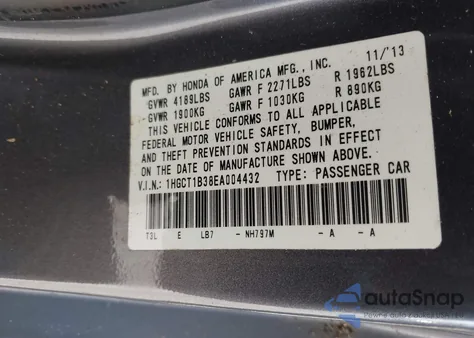 MFD. BY HONDA OF AMERICA MFG., INC. 11/13
GVWR 4189LBS GAWR F 2271LBS R 1962LBS
GVWR 1900KG GAWR F 1030KG R 890KG
THIS VEHICLE CONFORMS TO ALL APPLICABLE
FEDERAL MOTOR VEHICLE SAFETY, BUMPER,
AND THEFT PREVENTION STANDARDS IN EFFECT
ON THE DATE OF MANUFACTURE SHOWN ABOVE.
V.I.N.: 1HGCT1B38EA004432 TYPE: PASSENGER CAR
T3L E LB7 - NH797M - A - A
autoSnap